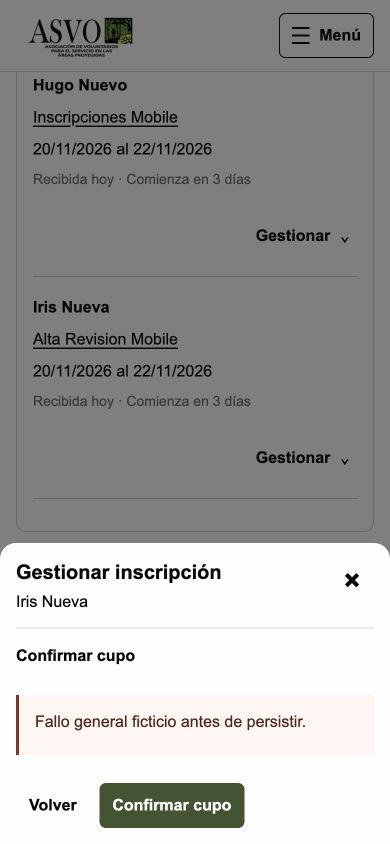 ASVO
ASOCIACIÓN DE VOLUNTARIOS
PARA EL SERVICIO EN LAS
ÁREAS PROTEGIDAS
Menú
Hugo Nuevo
Inscripciones Mobile
20/11/2026 al 22/11/2026
Recibida hoy · Comienza en 3 días
Gestionar
Iris Nueva
Alta Revision Mobile
20/11/2026 al 22/11/2026
Recibida hoy · Comienza en 3 días
Gestionar
Gestionar inscripción
Iris Nueva
Confirmar cupo
Fallo general ficticio antes de persistir.
Volver
Confirmar cupo